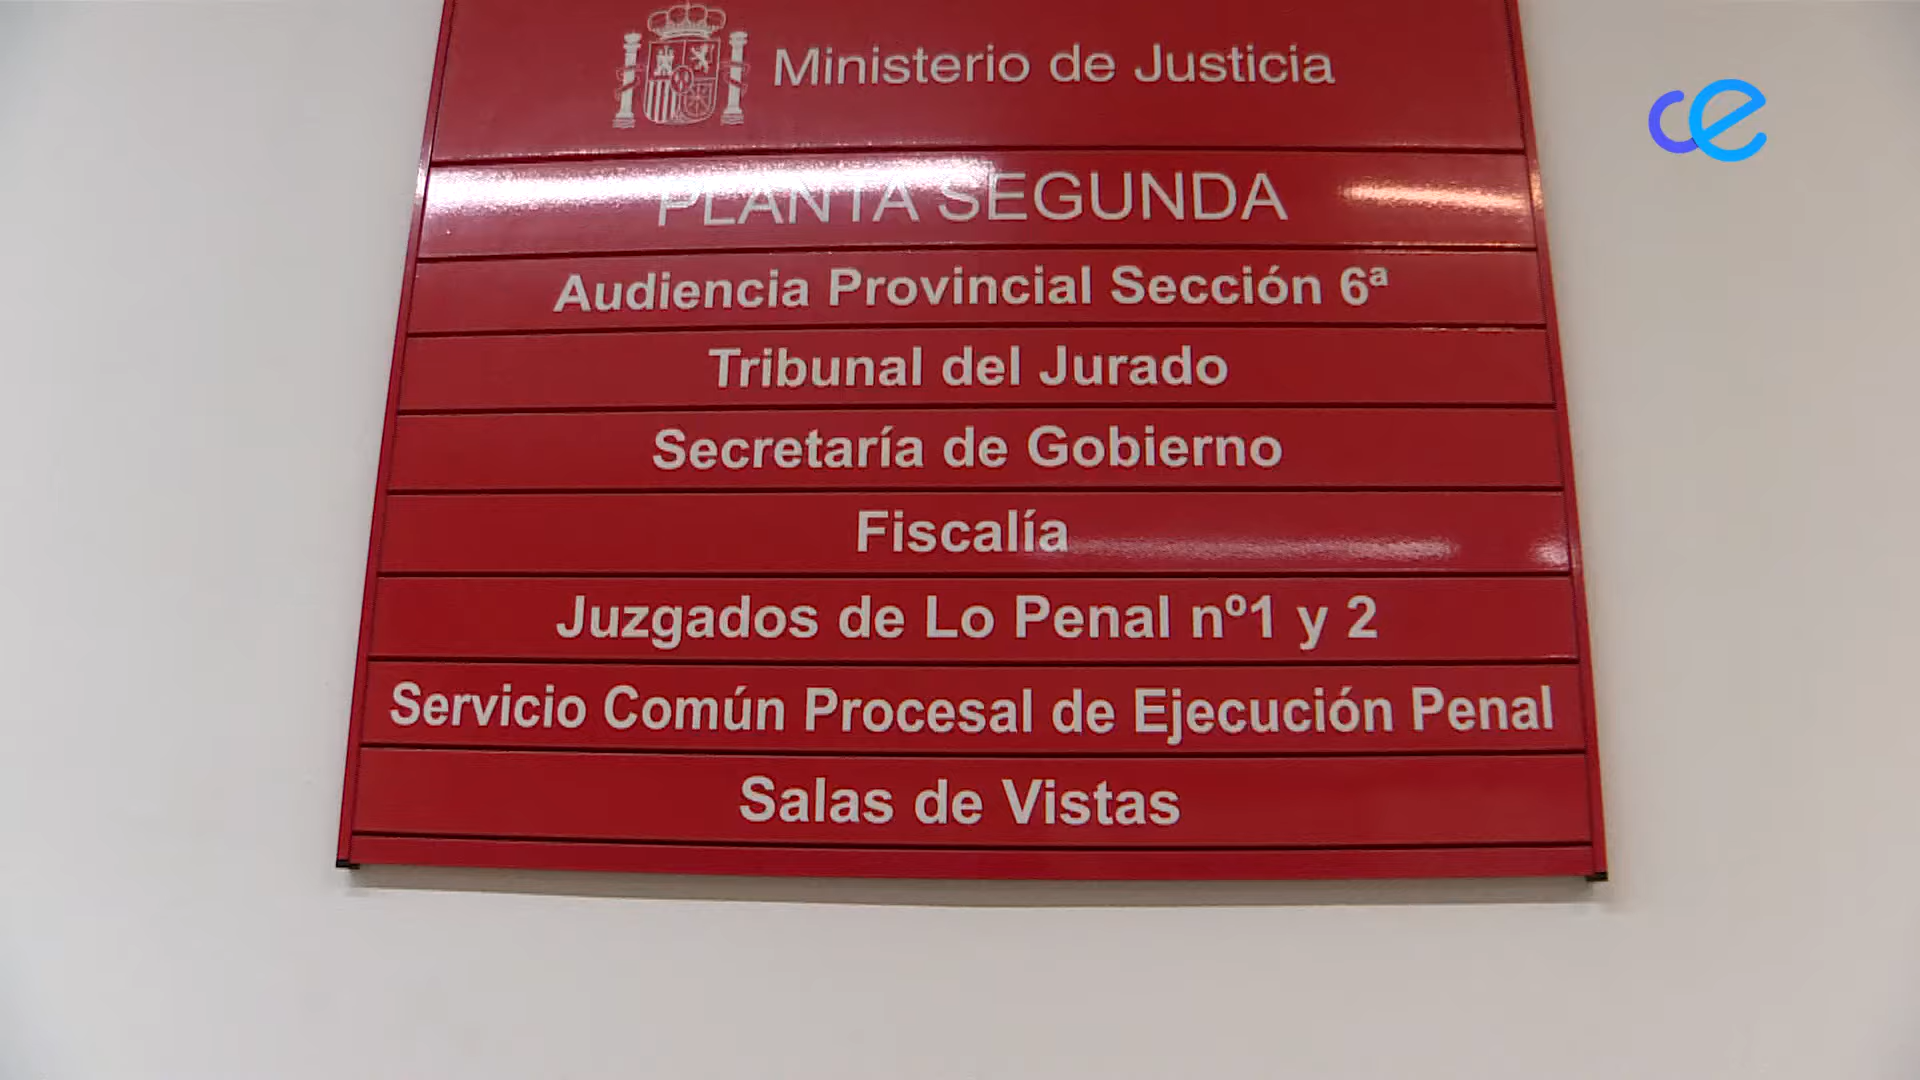 Ministerio de Justicia
ce
PLANTA SEGUNDA
Audiencia Provincial Sección 6ª
Tribunal del Jurado
Secretaría de Gobierno
Fiscalía
Juzgados de Lo Penal nº1 y 2
Servicio Común Procesal de Ejecución Penal
Salas de Vistas